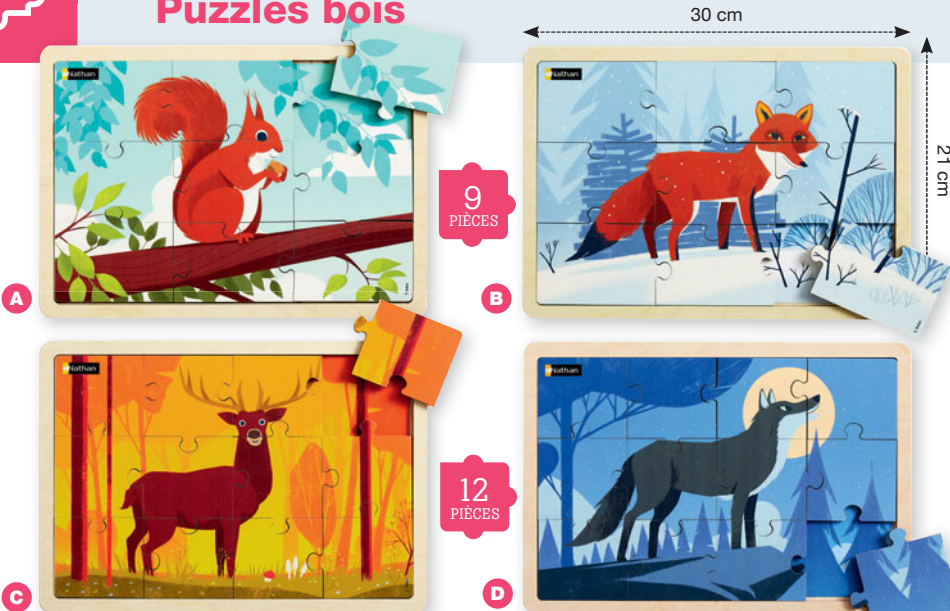 Puzzles bois
30 cm
Nathan
Nathan
21 cm
9
PIÈCES
A
B
Nathan
Nathan
12
PIÈCES
C
D